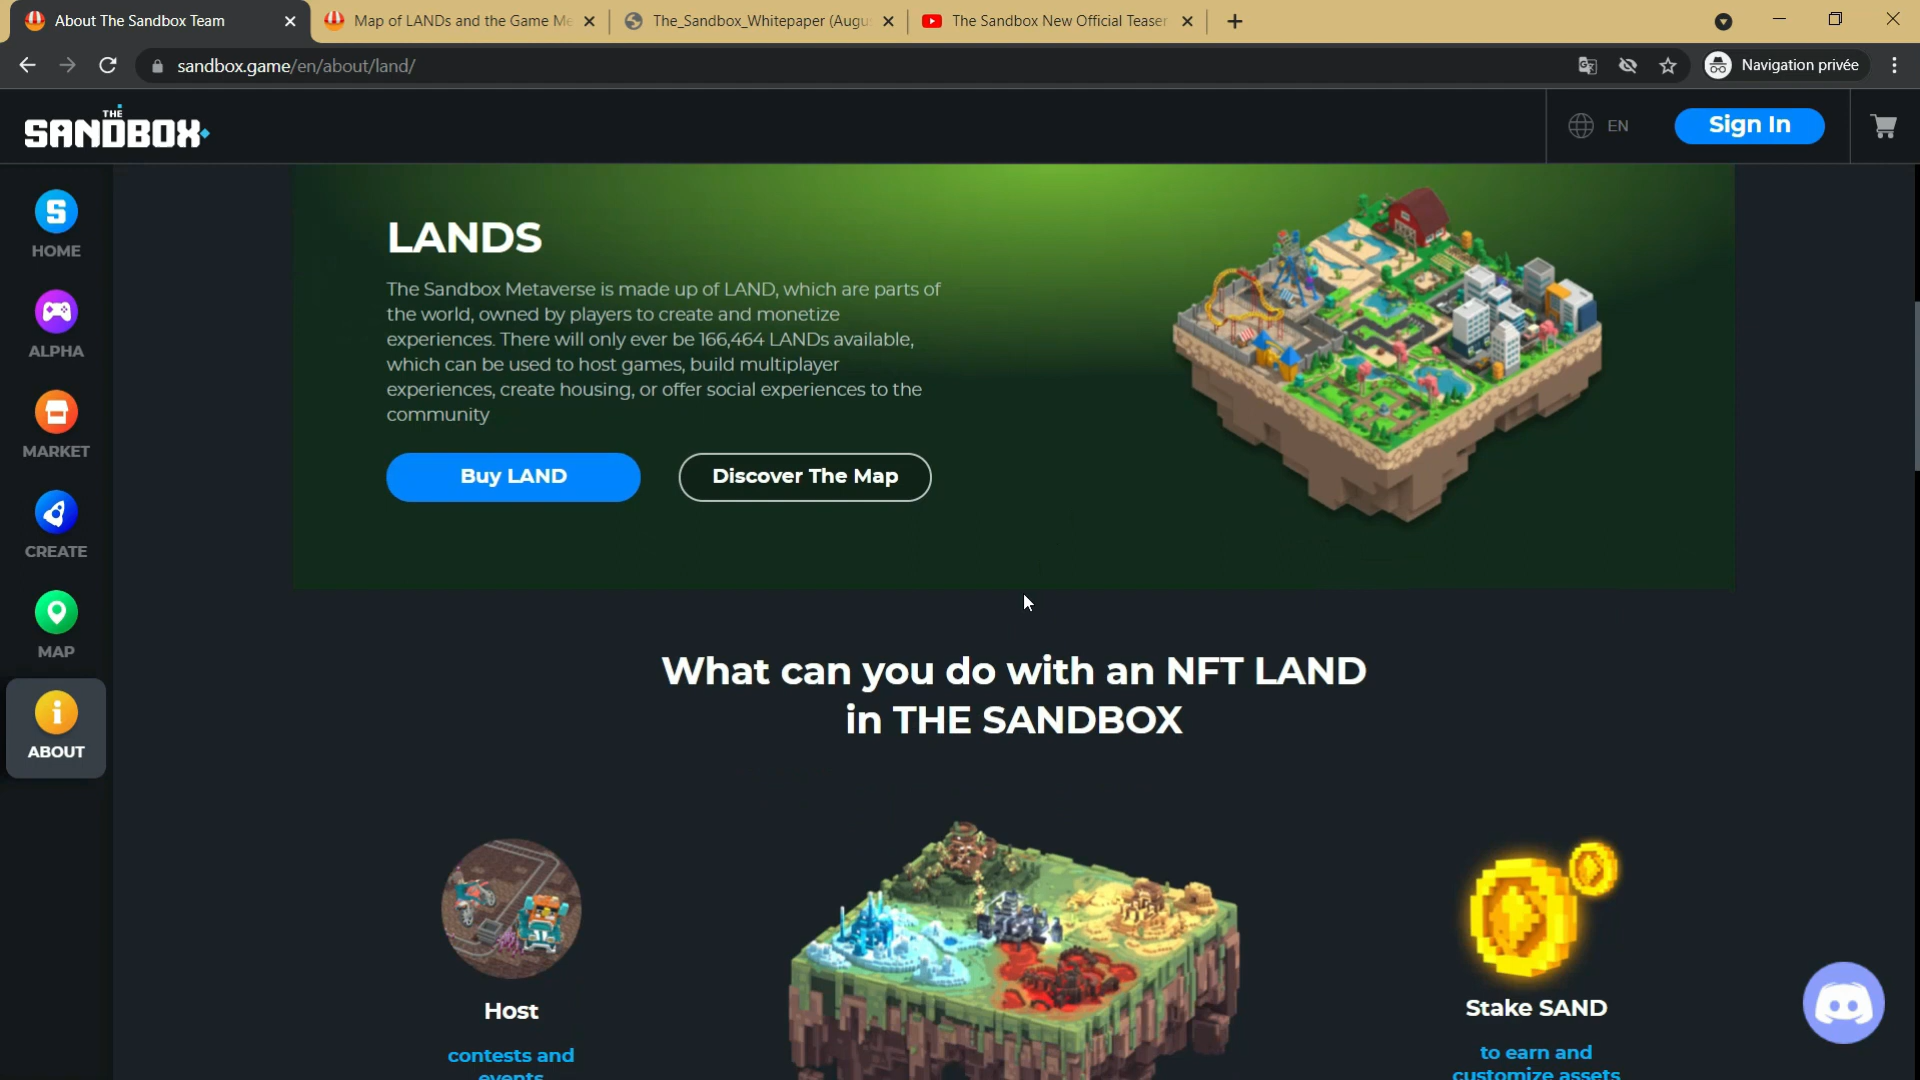 About The Sandbox Team
Map of LANDs and the Game Me
The_Sandbox_Whitepaper (Augu
The Sandbox New Official Teaser
sandbox.game/en/about/land/
Navigation privée
THE
SANDBOX
EN
Sign In
HOME
ALPHA
MARKET
CREATE
MAP
ABOUT
LANDS
The Sandbox Metaverse is made up of LAND, which are parts of
the world, owned by players to create and monetize
experiences. There will only ever be 166,464 LANDs available,
which can be used to host games, build multiplayer
experiences, create housing, or offer social experiences to the
community
Buy LAND
Discover The Map
What can you do with an NFT LAND
in THE SANDBOX
Host
contests and
events
Stake SAND
to earn and
customize assets